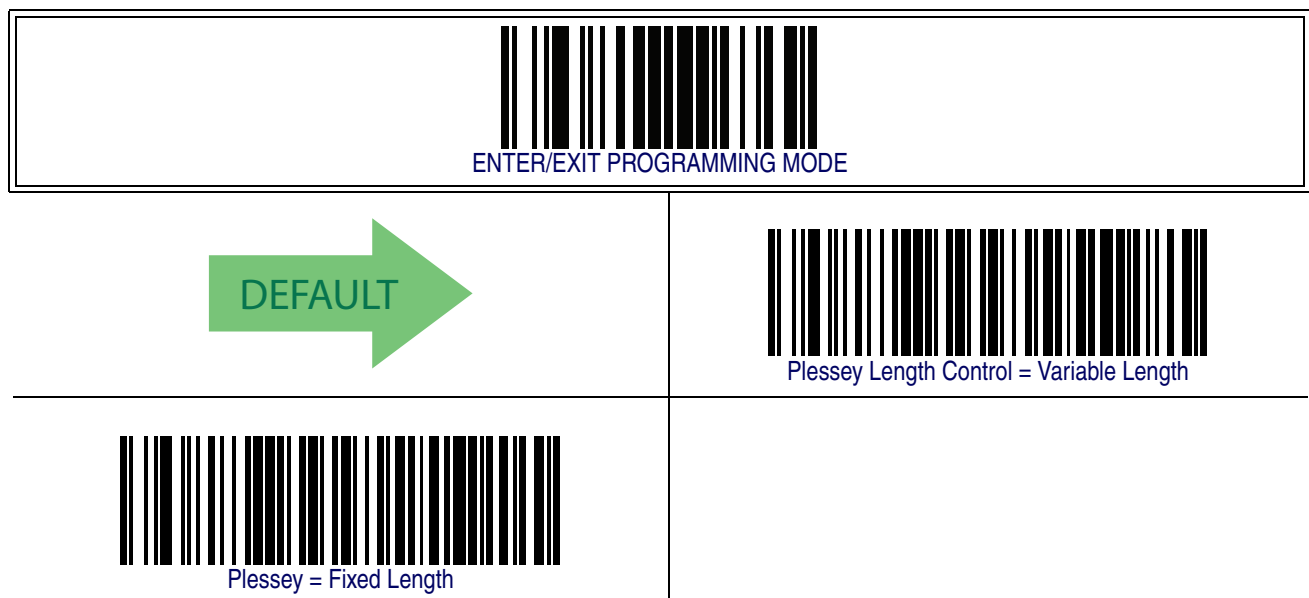 ENTER/EXIT PROGRAMMING MODE
DEFAULT
Plessey Length Control = Variable Length
Plessey = Fixed Length